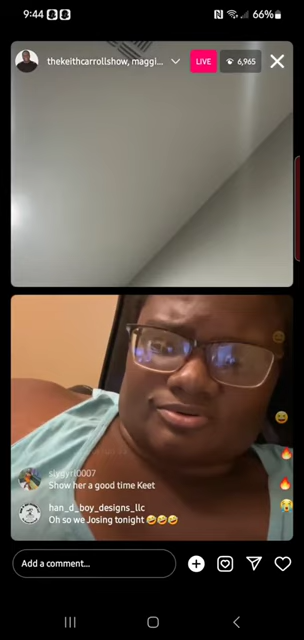 9:44 66%
thekeithcarrollshow, maggi... LIVE 6,965
slygyrl0007
Show her a good time Keet
han_d_boy_designs_llc
Oh so we Josing tonight 🤣🤣🤣
Add a comment...